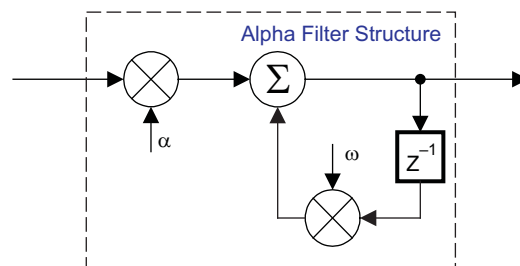 Alpha Filter Structure
Σ
α
ω
Z⁻¹